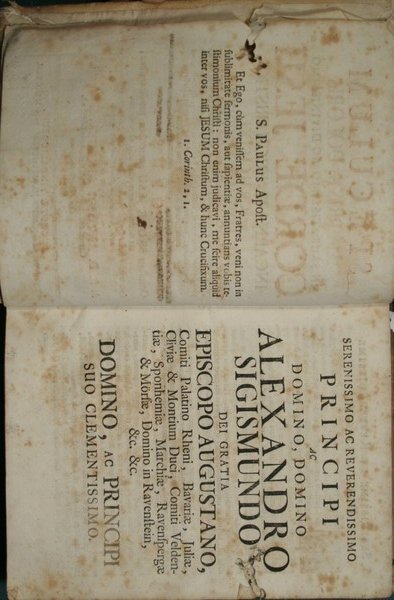 S. PAULUS Apoſt.
Et Ego, cùm veniſſem ad vos, Fratres, veni non in
ſublimitate ſermonis, aut ſapientiæ, annuntians vobis te-
ſtimonium Chriſti: non enim judicavi, me ſcire aliquid
inter vos, niſi JESUM Chriſtum, & hunc Crucifixum.
1. Corinth. 2, 1.
SERENISSIMO AC REVERENDISSIMO
PRINCIPI
AC
DOMINO, DOMINO
ALEXANDRO
SIGISMUNDO
DEI GRATIA
EPISCOPO AUGUSTANO,
Comiti Palatino Rheni, Bavariæ, Juliæ,
Cliviæ & Montium Duci, Comiti Velden-
tiæ, Sponhemiæ, Marchiæ, Ravenſpergæ
& Mörſæ, Domino in Ravenſtein,
&c. &c.
DOMINO, AC PRINCIPI
SUO CLEMENTISSIMO.